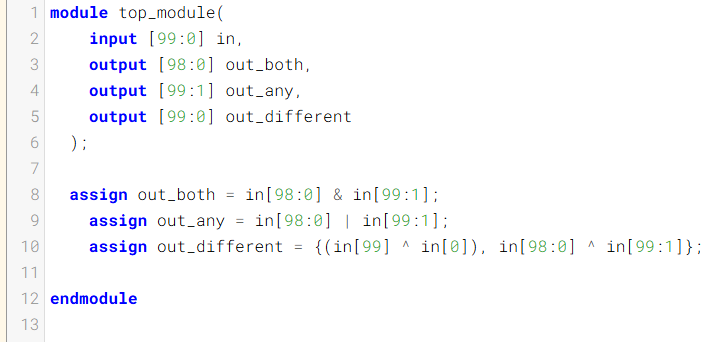 1 module top_module(
2 input [99:0] in,
3 output [98:0] out_both,
4 output [99:1] out_any,
5 output [99:0] out_different
6 );
7
8 assign out_both = in[98:0] & in[99:1];
9 assign out_any = in[98:0] | in[99:1];
10 assign out_different = {(in[99] ^ in[0]), in[98:0] ^ in[99:1]};
11
12 endmodule
13